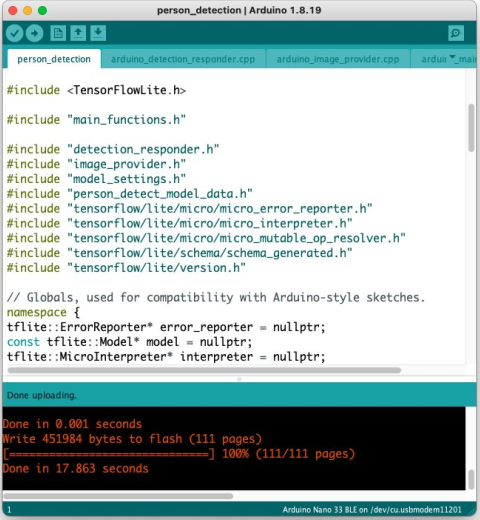 person_detection | Arduino 1.8.19
person_detection arduino_detection_responder.cpp arduino_image_provider.cpp
#include <TensorFlowLite.h>
#include "main_functions.h"
#include "detection_responder.h"
#include "image_provider.h"
#include "model_settings.h"
#include "person_detect_model_data.h"
#include "tensorflow/lite/micro/micro_error_reporter.h"
#include "tensorflow/lite/micro/micro_interpreter.h"
#include "tensorflow/lite/micro/micro_mutable_op_resolver.h"
#include "tensorflow/lite/schema/schema_generated.h"
#include "tensorflow/lite/version.h"
// Globals, used for compatibility with Arduino-style sketches.
namespace {
tflite::ErrorReporter* error_reporter = nullptr;
const tflite::Model* model = nullptr;
tflite::MicroInterpreter* interpreter = nullptr;
Done uploading.
Done in 0.001 seconds
Write 451984 bytes to flash (111 pages)
[==============================] 100% (111/111 pages)
Done in 17.863 seconds
1 Arduino Nano 33 BLE on /dev/cu.usbmodem11201